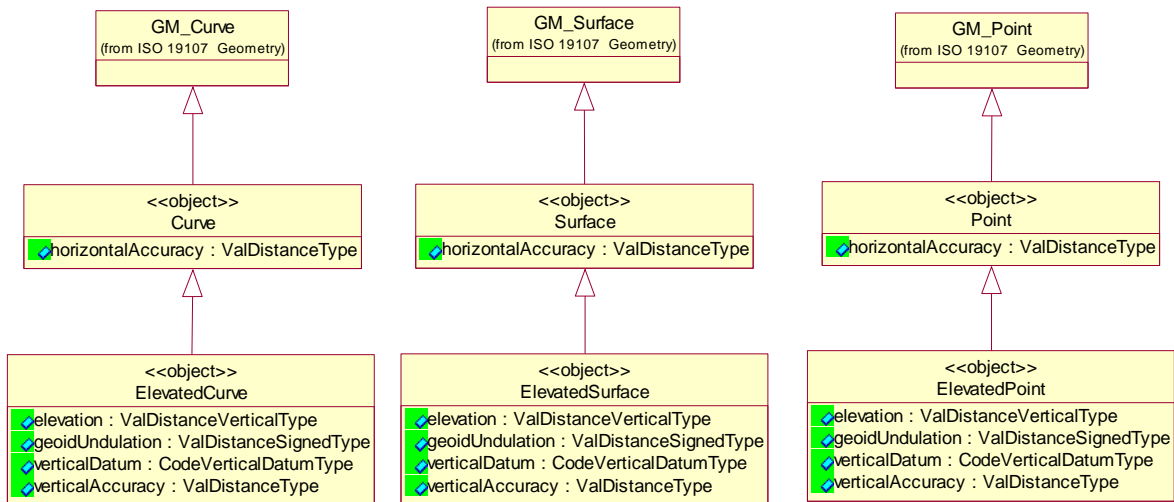 GM_Curve
(from ISO 19107 Geometry)
<<object>>
Curve
horizontalAccuracy : ValDistanceType
<<object>>
ElevatedCurve
elevation : ValDistanceVerticalType
geoidUndulation : ValDistanceSignedType
verticalDatum : CodeVerticalDatumType
verticalAccuracy : ValDistanceType
GM_Surface
(from ISO 19107 Geometry)
<<object>>
Surface
horizontalAccuracy : ValDistanceType
<<object>>
ElevatedSurface
elevation : ValDistanceVerticalType
geoidUndulation : ValDistanceSignedType
verticalDatum : CodeVerticalDatumType
verticalAccuracy : ValDistanceType
GM_Point
(from ISO 19107 Geometry)
<<object>>
Point
horizontalAccuracy : ValDistanceType
<<object>>
ElevatedPoint
elevation : ValDistanceVerticalType
geoidUndulation : ValDistanceSignedType
verticalDatum : CodeVerticalDatumType
verticalAccuracy : ValDistanceType